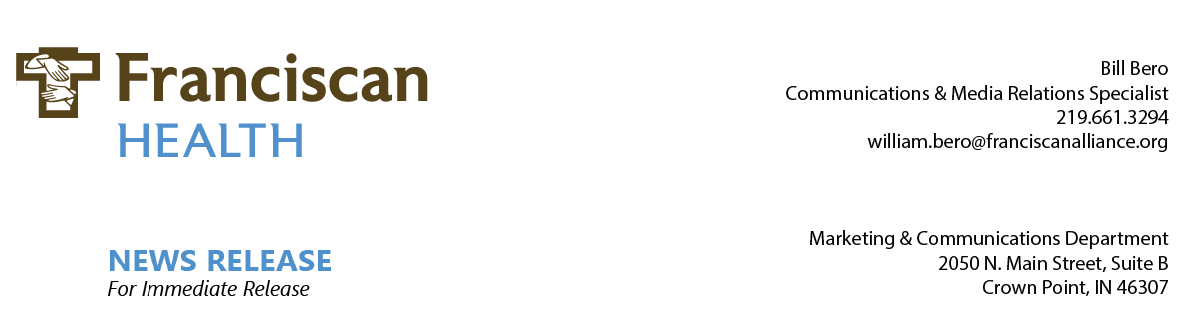 Franciscan
HEALTH
Bill Bero
Communications & Media Relations Specialist
219.661.3294
william.bero@franciscanalliance.org
NEWS RELEASE
For Immediate Release
Marketing & Communications Department
2050 N. Main Street, Suite B
Crown Point, IN 46307